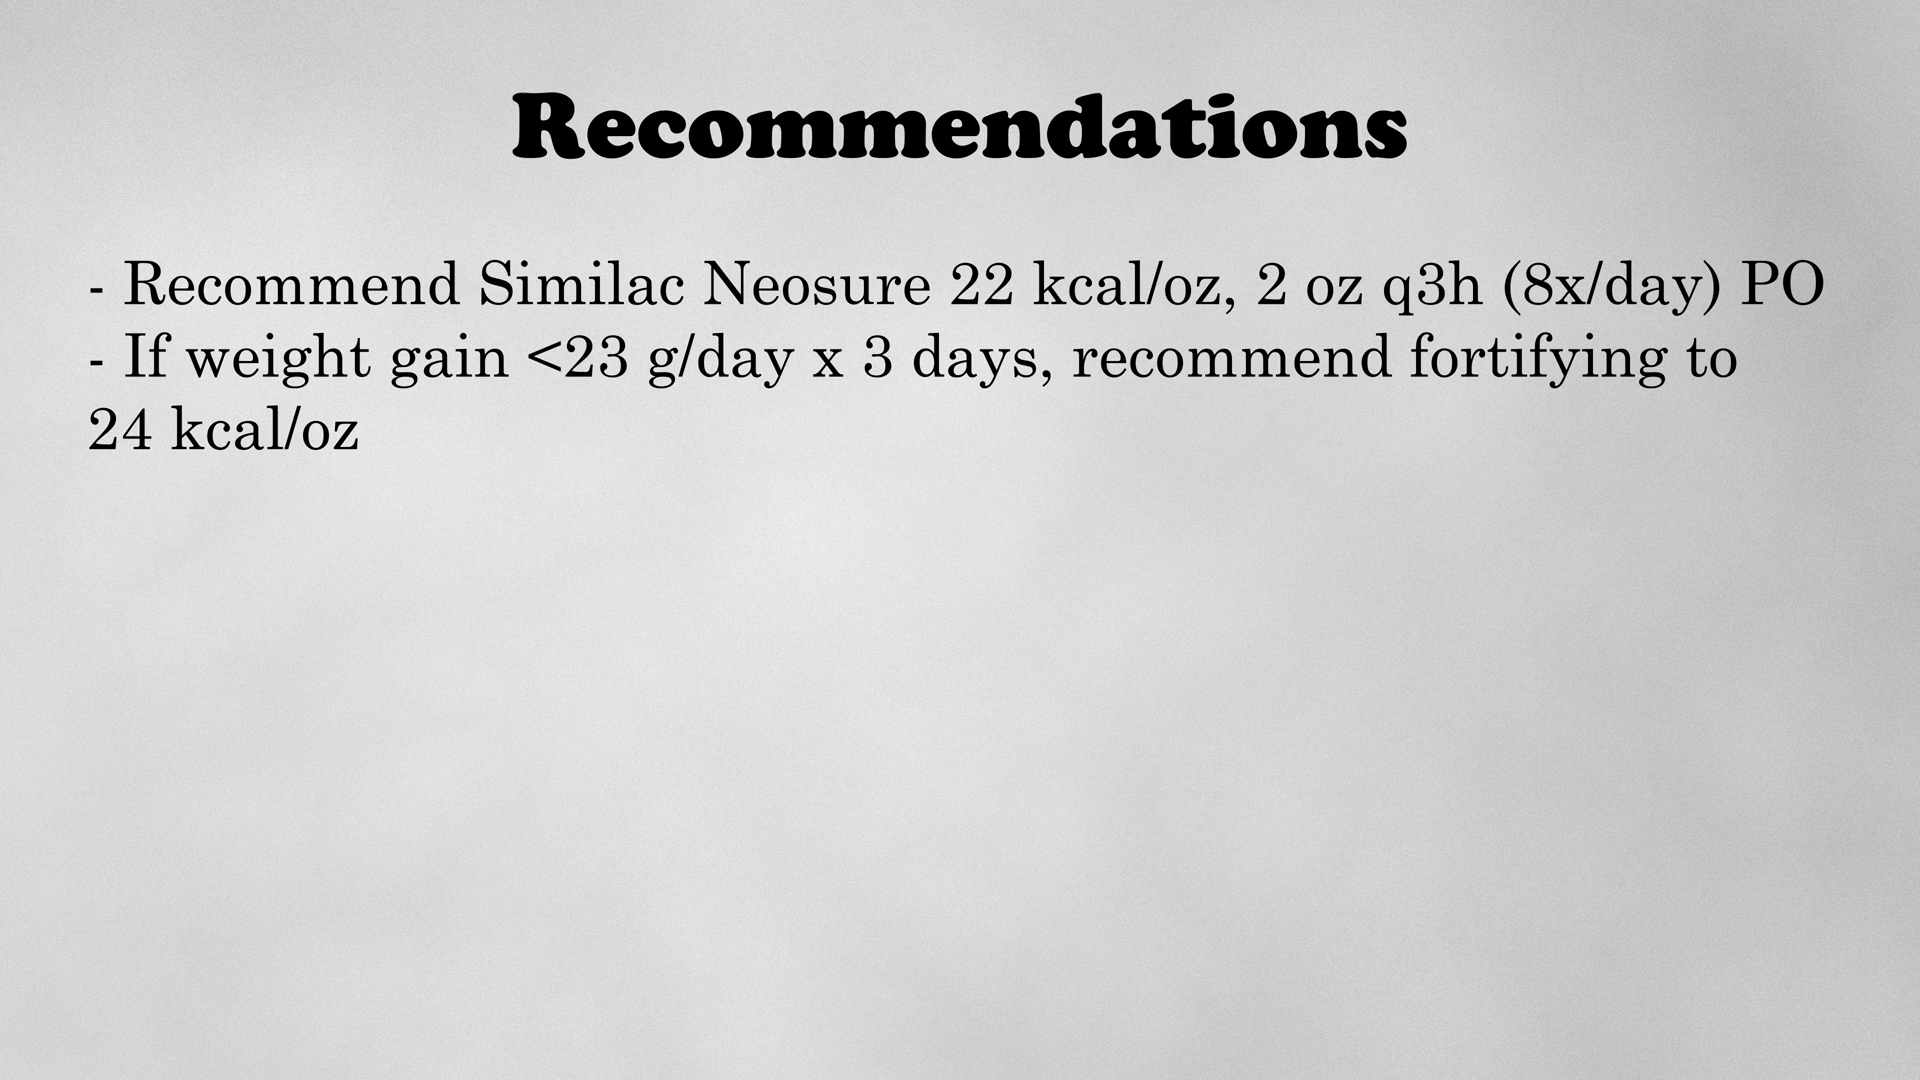 Recommendations
- Recommend Similac Neosure 22 kcal/oz, 2 oz q3h (8x/day) PO
- If weight gain <23 g/day x 3 days, recommend fortifying to
24 kcal/oz